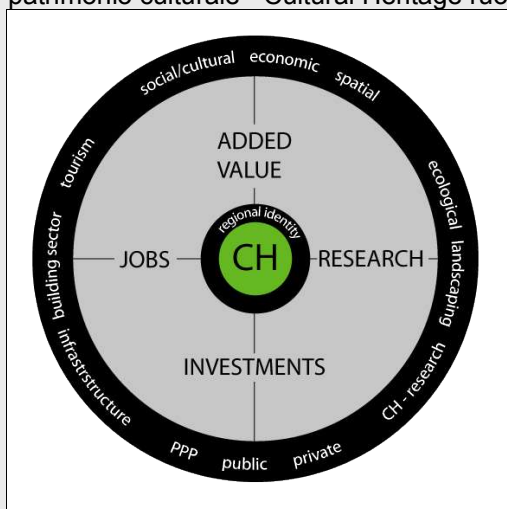 patrimonio culturale - Cultural Heritage
social/cultural economic spatial
tourism
ecological landscaping
building sector
infrastrstructure
CH - research
PPP public private
ADDED
VALUE
regional identity
CH
JOBS
RESEARCH
INVESTMENTS